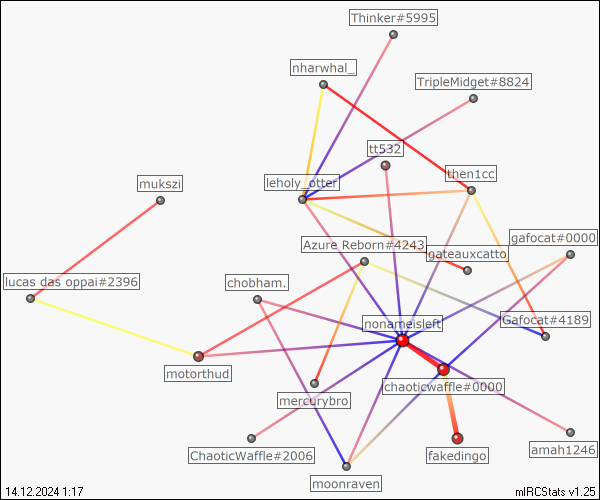 Thinker#5995
nharwhal_
TripleMidget#8824
tt532
then1cc
mukszi
leholy_otter
Azure Reborn#4243
gateauxcatto
gafocat#0000
lucas das oppai#2396
chobham.
nonameisleft
Gafocat#4189
motorthud
chaoticwaffle#0000
mercurybro
ChaoticWaffle#2006
fakedingo
amah1246
moonraven
14.12.2024 1:17
mIRCStats v1.25